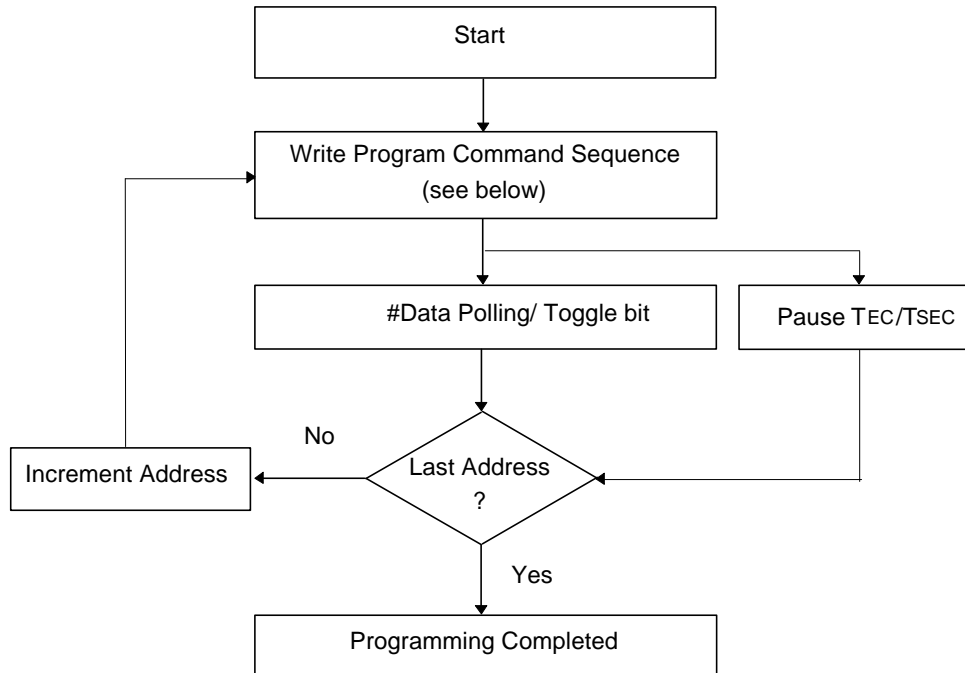 Start
Write Program Command Sequence
(see below)
#Data Polling/ Toggle bit
Pause TEC/TSEC
No
Increment Address
Last Address
?
Yes
Programming Completed